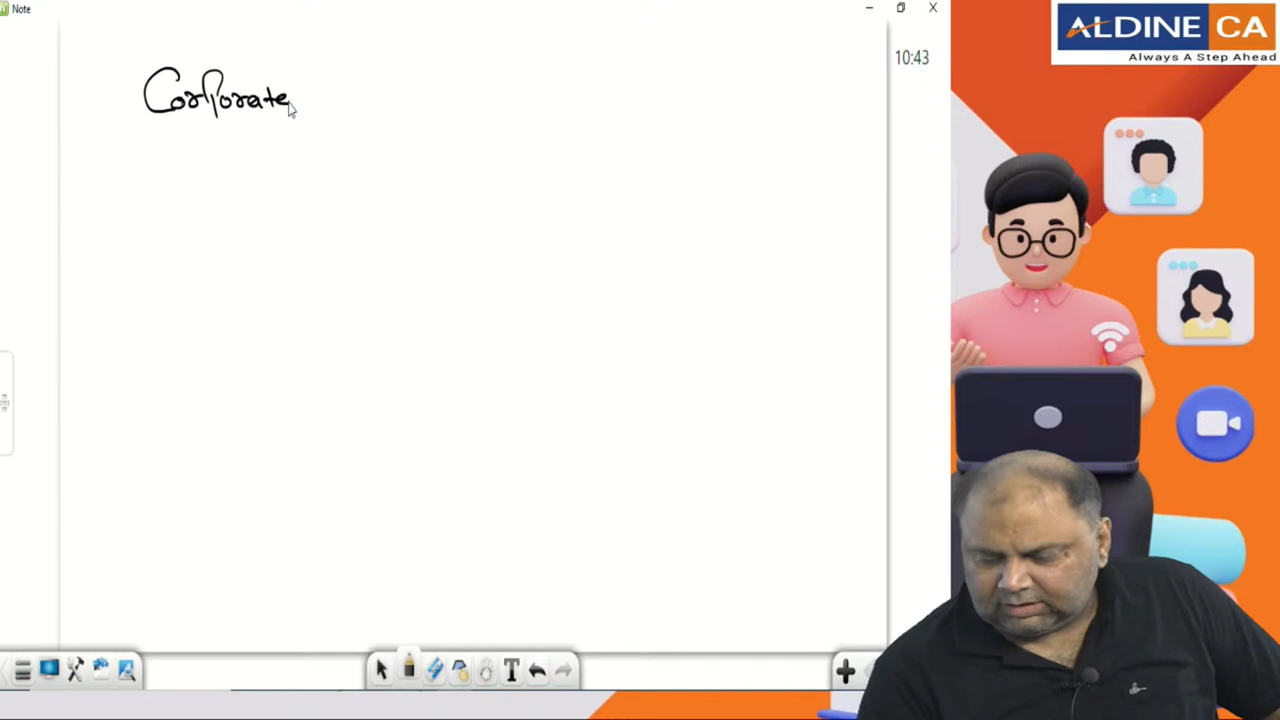 Note
10:43
ALDINE CA
Always A Step Ahead
Corporate
T